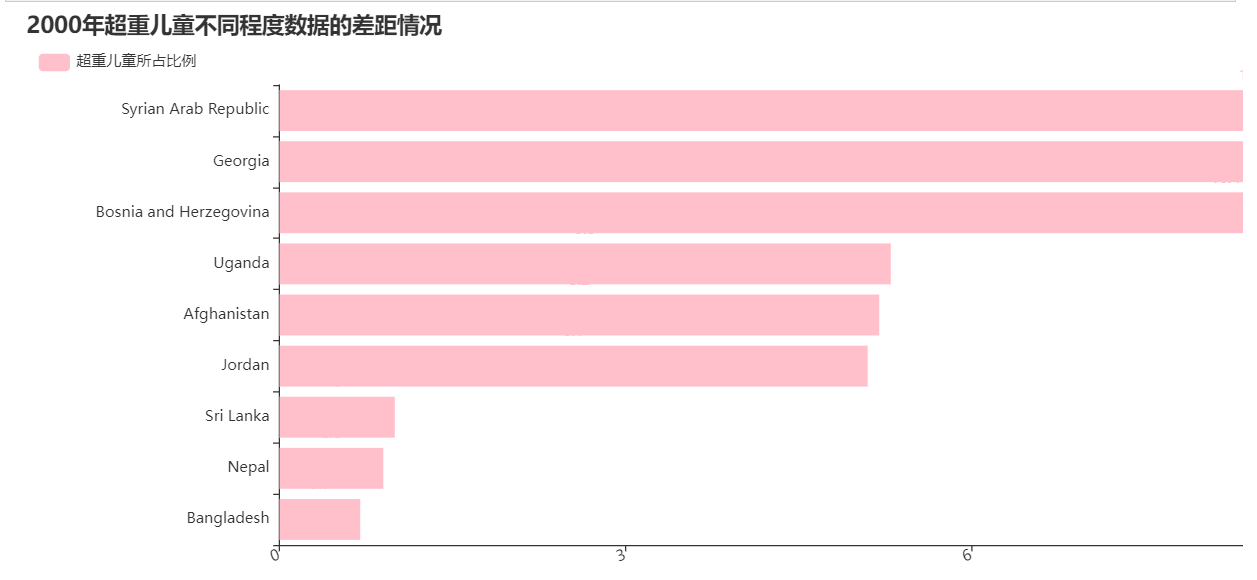 2000年超重儿童不同程度数据的差距情况
超重儿童所占比例
Syrian Arab Republic
Georgia
Bosnia and Herzegovina
Uganda
Afghanistan
Jordan
Sri Lanka
Nepal
Bangladesh
0 3 6